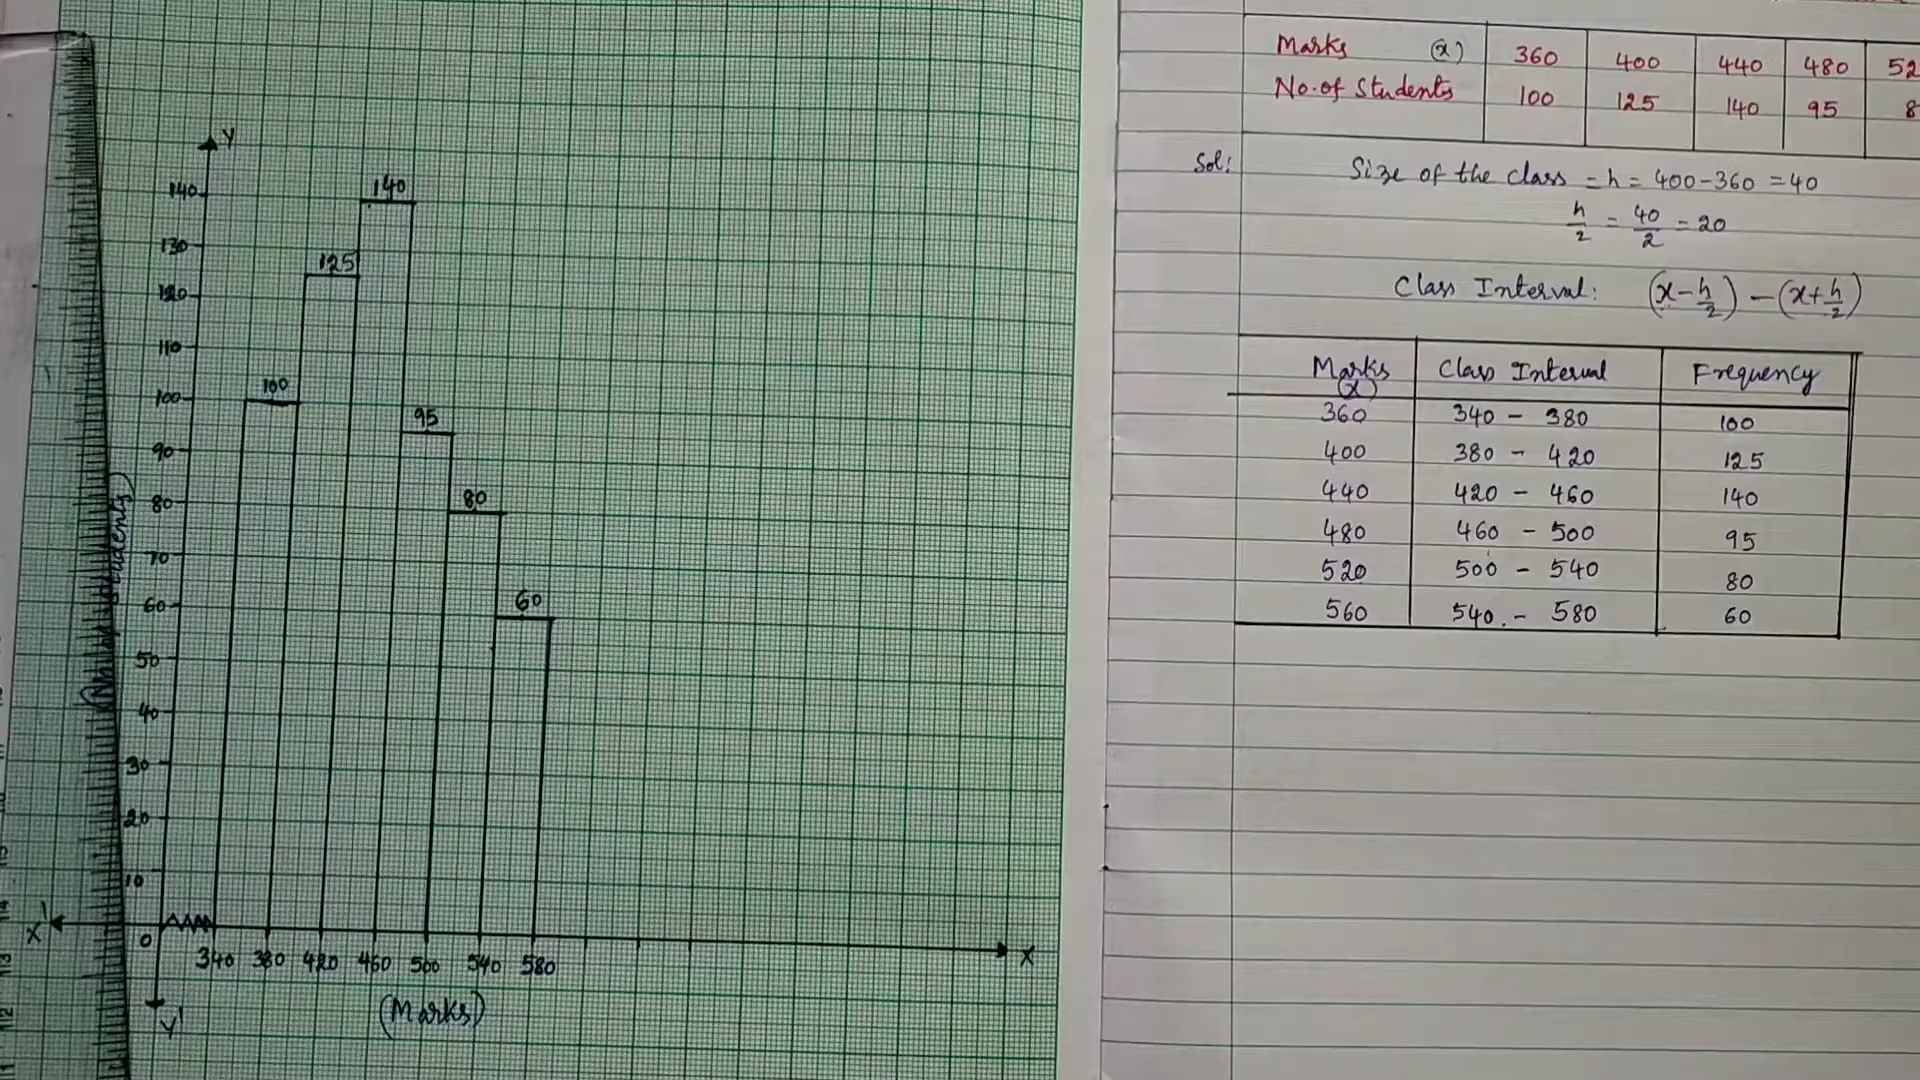 Y
140
130
120
110
100
90
80
70
60
50
40
30
20
10
0
100
125
140
95
80
60
X'
340 380 420 460 500 540 580
X
(Marks)
Y'
Marks (x) 360 400 440 480 52
No. of Students 100 125 140 95 8
Sol:
Size of the class = h = 400-360 = 40
h/2 = 40/2 = 20
Class Interval: (x-h/2) - (x+h/2)
Marks (x) Class Interval Frequency
360 340 - 380 100
400 380 - 420 125
440 420 - 460 140
480 460 - 500 95
520 500 - 540 80
560 540 - 580 60